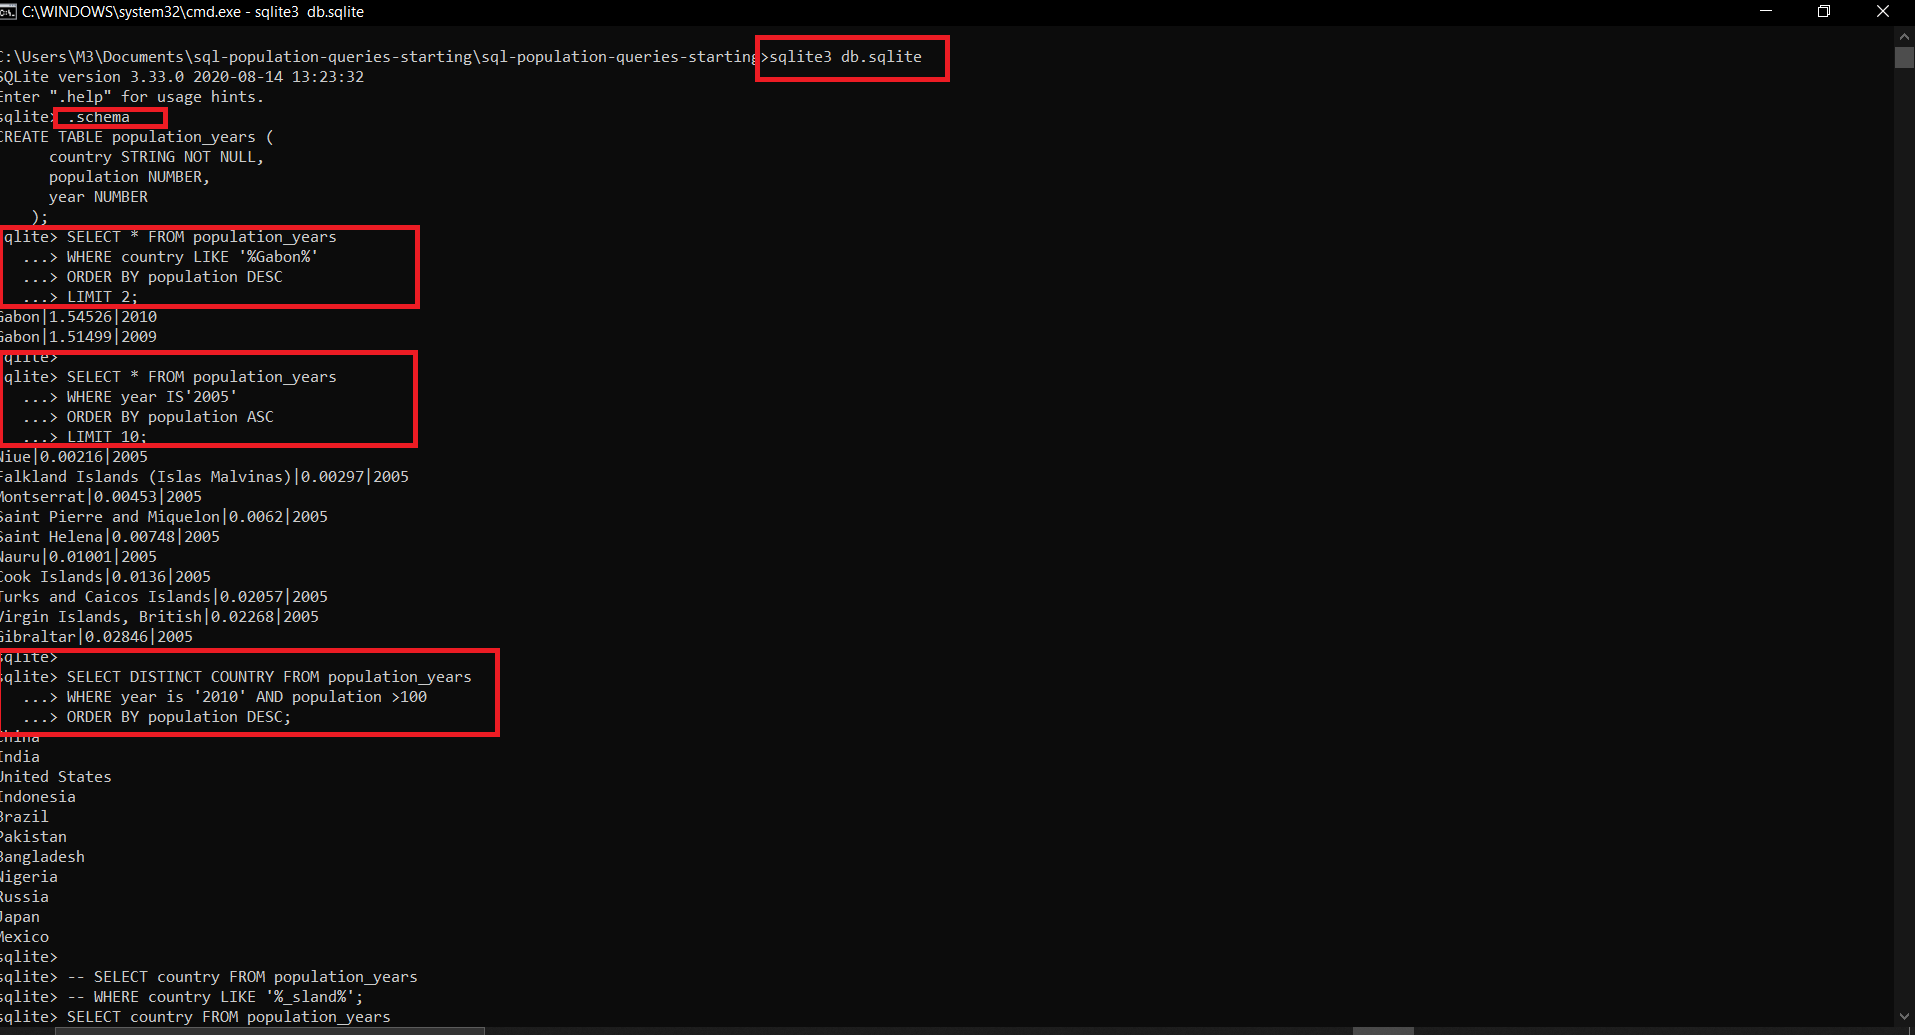 C:\WINDOWS\system32\cmd.exe - sqlite3  db.sqlite
C:\Users\M3\Documents\sql-population-queries-starting\sql-population-queries-starting>sqlite3 db.sqlite
SQLite version 3.33.0 2020-08-14 13:23:32
Enter ".help" for usage hints.
sqlite> .schema
CREATE TABLE population_years (
country STRING NOT NULL,
population NUMBER,
year NUMBER
);
sqlite> SELECT * FROM population_years
...> WHERE country LIKE '%Gabon%'
...> ORDER BY population DESC
...> LIMIT 2;
Gabon|1.54526|2010
Gabon|1.51499|2009
sqlite>
sqlite> SELECT * FROM population_years
...> WHERE year IS'2005'
...> ORDER BY population ASC
...> LIMIT 10;
Niue|0.00216|2005
Falkland Islands (Islas Malvinas)|0.00297|2005
Montserrat|0.00453|2005
Saint Pierre and Miquelon|0.0062|2005
Saint Helena|0.00748|2005
Nauru|0.01001|2005
Cook Islands|0.0136|2005
Turks and Caicos Islands|0.02057|2005
Virgin Islands, British|0.02268|2005
Gibraltar|0.02846|2005
sqlite>
sqlite> SELECT DISTINCT COUNTRY FROM population_years
...> WHERE year is '2010' AND population >100
...> ORDER BY population DESC;
China
India
United States
Indonesia
Brazil
Pakistan
Bangladesh
Nigeria
Russia
Japan
Mexico
sqlite>
sqlite> -- SELECT country FROM population_years
sqlite> -- WHERE country LIKE '%_sland%';
sqlite> SELECT country FROM population_years